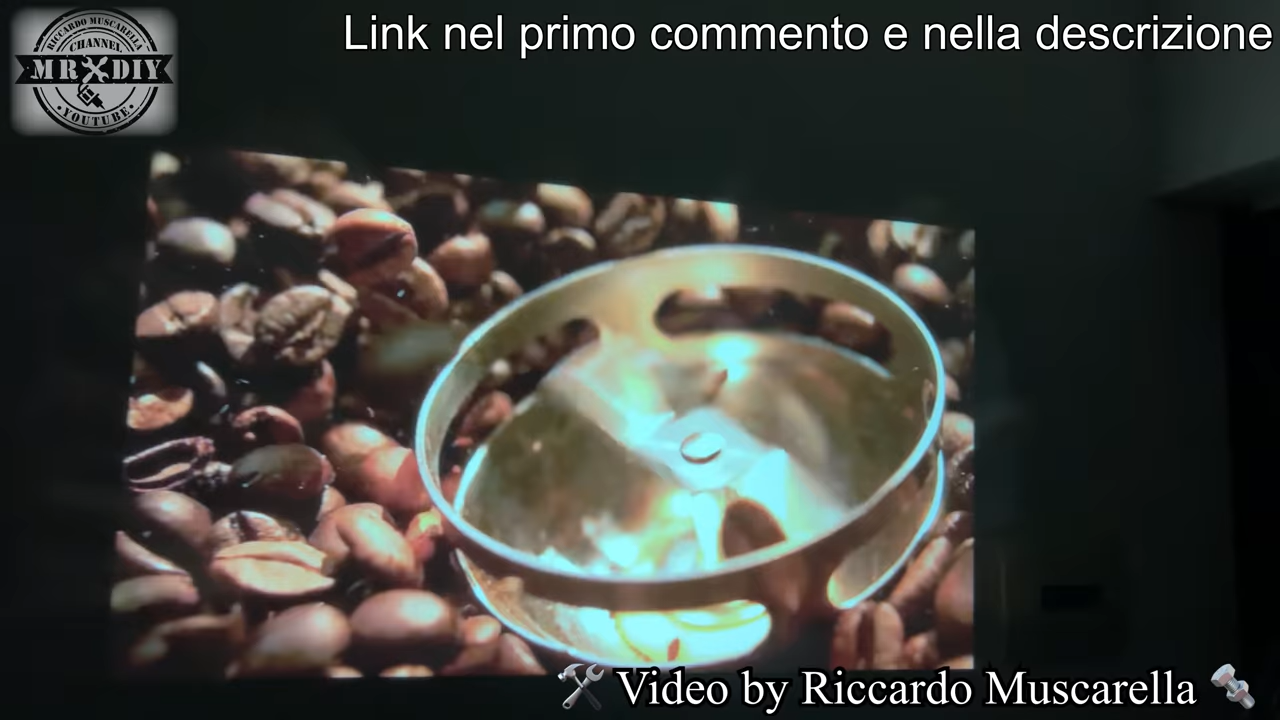 Link nel primo commento e nella descrizione
RICCARDO MUSCARELLA
CHANNEL
MR DIY
YOUTUBE
Video by Riccardo Muscarella